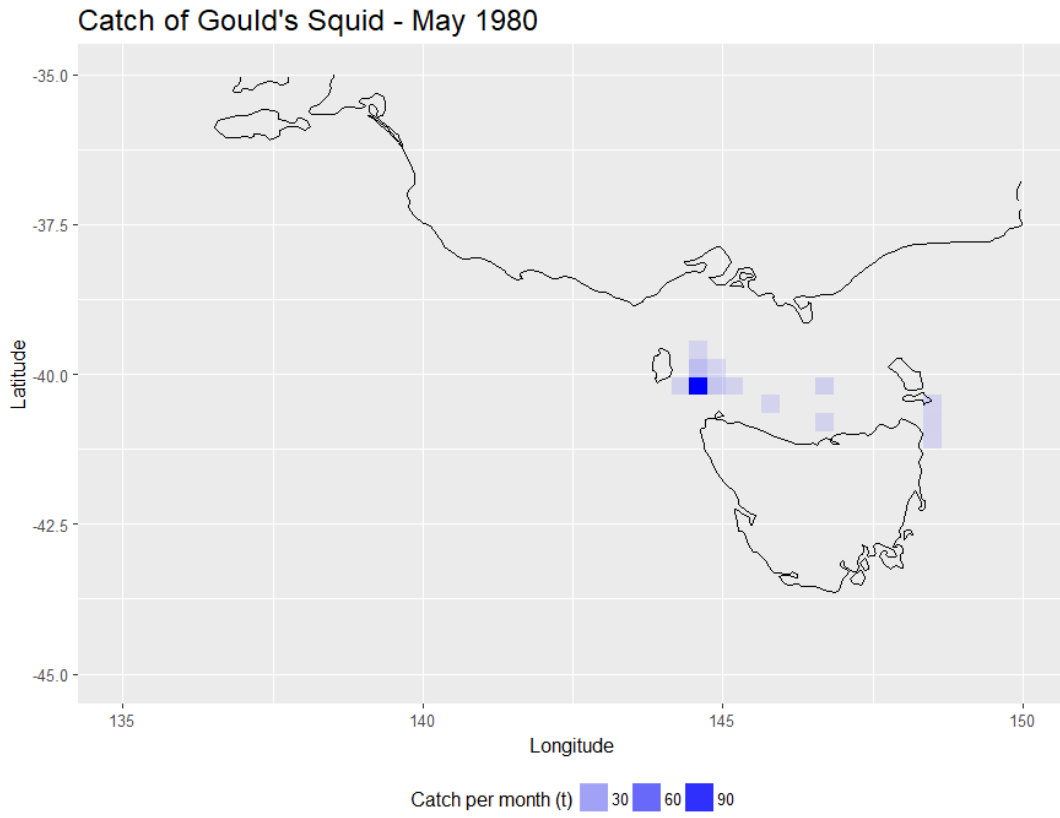 Catch of Gould's Squid - May 1980
-35.0
-37.5
-40.0
-42.5
-45.0
Latitude
135 140 145 150
Longitude
Catch per month (t) 30 60 90